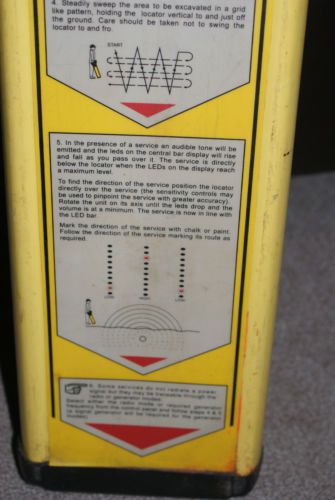 4. Steadily sweep the area to be excavated in a grid
like pattern, holding the locator vertical to and just off
the ground. Care should be taken not to swing the
locator to and fro.
START
5. In the presence of a service an audible tone will be
emitted and the leds on the central bar display will rise
and fall as you pass over it. The service is directly
below the locator when the LEDs on the display reach
a maximum level.
To find the direction of the service position the locator
directly over the service (the sensitivity controls may
be used to pinpoint the service with greater accuracy).
Rotate the unit on its axis until the leds drop and the
volume is at a minimum. The service is now in line with
the LED bar.
Mark the direction of the service with chalk or paint.
Follow the direction of the service marking its route as
required.
6. Some services do not radiate a power
signal but they may be traceable through the
radio or generator modes.
Select either the radio mode or required generator
frequency from the control panel and follow steps 4 & 5
(a signal generator will be required for the generator
modes).